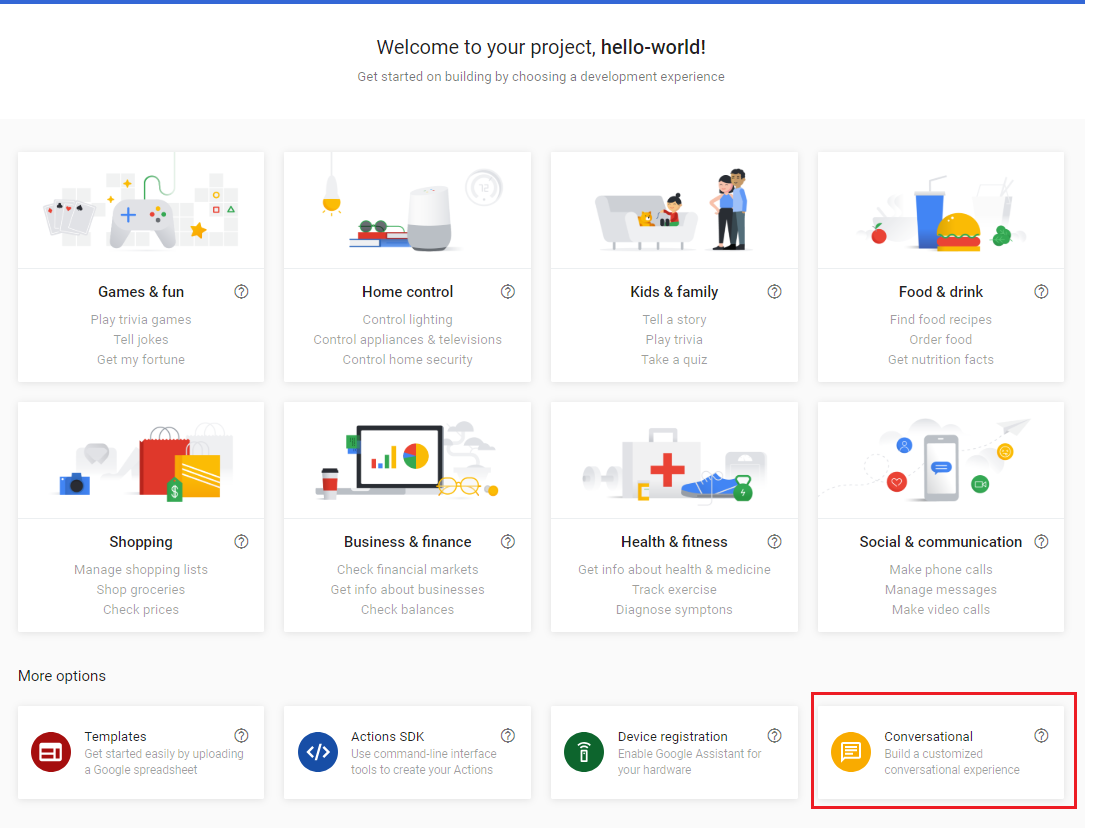 Welcome to your project, hello-world!
Get started on building by choosing a development experience
72
Games & fun
Play trivia games
Tell jokes
Get my fortune
Home control
Control lighting
Control appliances & televisions
Control home security
Kids & family
Tell a story
Play trivia
Take a quiz
Food & drink
Find food recipes
Order food
Get nutrition facts
$
Shopping
Manage shopping lists
Shop groceries
Check prices
Business & finance
Check financial markets
Get info about businesses
Check balances
Health & fitness
Get info about health & medicine
Track exercise
Diagnose symptons
Social & communication
Make phone calls
Manage messages
Make video calls
More options
Templates
Get started easily by uploading
a Google spreadsheet
Actions SDK
Use command-line interface
tools to create your Actions
Device registration
Enable Google Assistant for
your hardware
Conversational
Build a customized
conversational experience